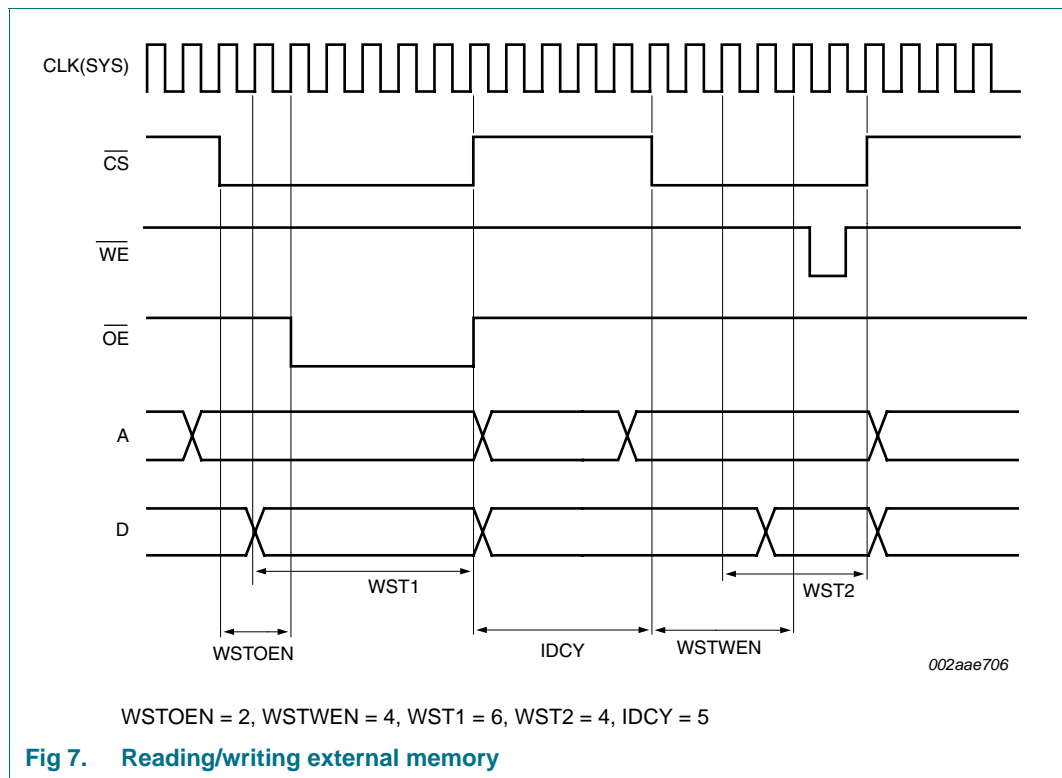 CLK(SYS)
CS
WE
OE
A
D
WST1
WST2
WSTOEN
IDCY
WSTWEN
002aae706
WSTOEN = 2, WSTWEN = 4, WST1 = 6, WST2 = 4, IDCY = 5
Fig 7. Reading/writing external memory